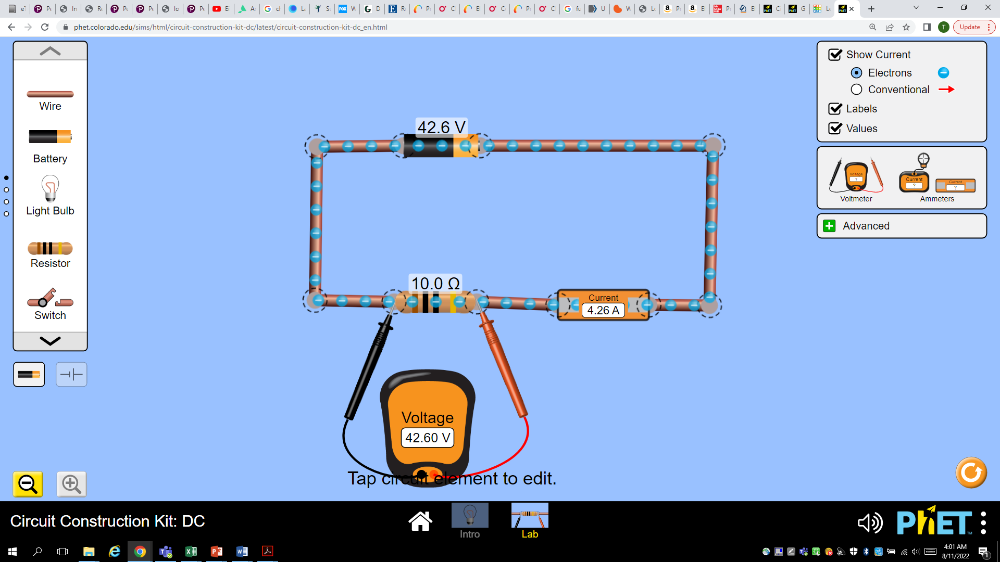 phet.colorado.edu/sims/html/circuit-construction-kit-dc/latest/circuit-construction-kit-dc_en.html
T
Update
Wire
Battery
Light Bulb
Resistor
Switch
42.6 V
10.0 Ω
Current
4.26 A
Voltage
42.60 V
Tap circuit element to edit.
Show Current
Electrons
Conventional
Labels
Values
Voltage
?
Current
?
Current
?
Voltmeter
Ammeters
Advanced
Circuit Construction Kit: DC
Intro
Lab
PhET
4:01 AM
8/11/2022
1